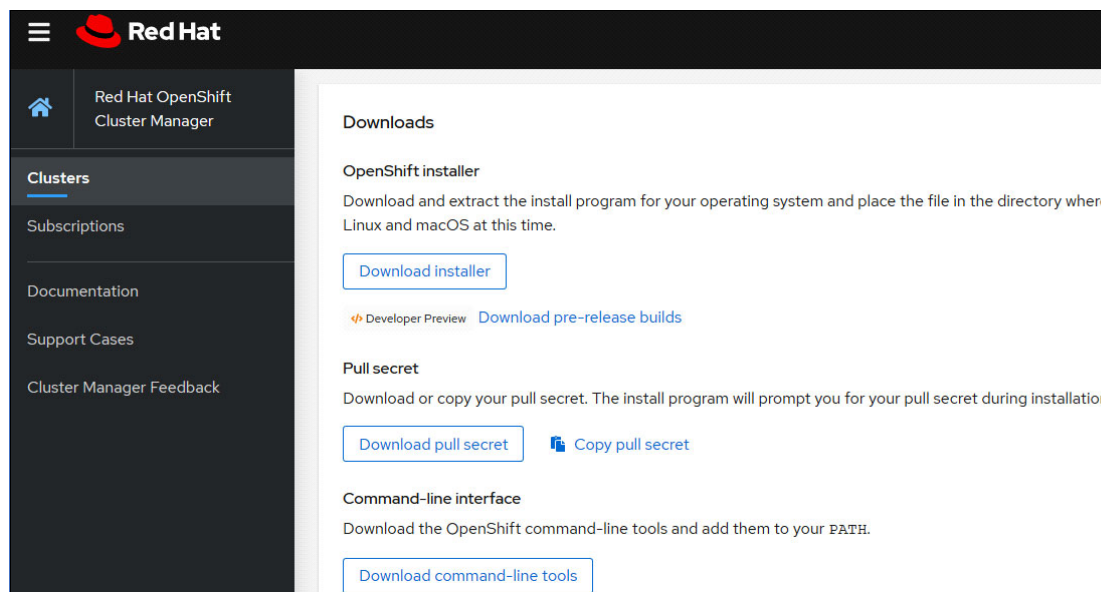 Red Hat
Red Hat OpenShift
Cluster Manager
Clusters
Subscriptions
Documentation
Support Cases
Cluster Manager Feedback
Downloads
OpenShift installer
Download and extract the install program for your operating system and place the file in the directory wher
Linux and macOS at this time.
Download installer
Developer Preview Download pre-release builds
Pull secret
Download or copy your pull secret. The install program will prompt you for your pull secret during installatio
Download pull secret Copy pull secret
Command-line interface
Download the OpenShift command-line tools and add them to your PATH.
Download command-line tools